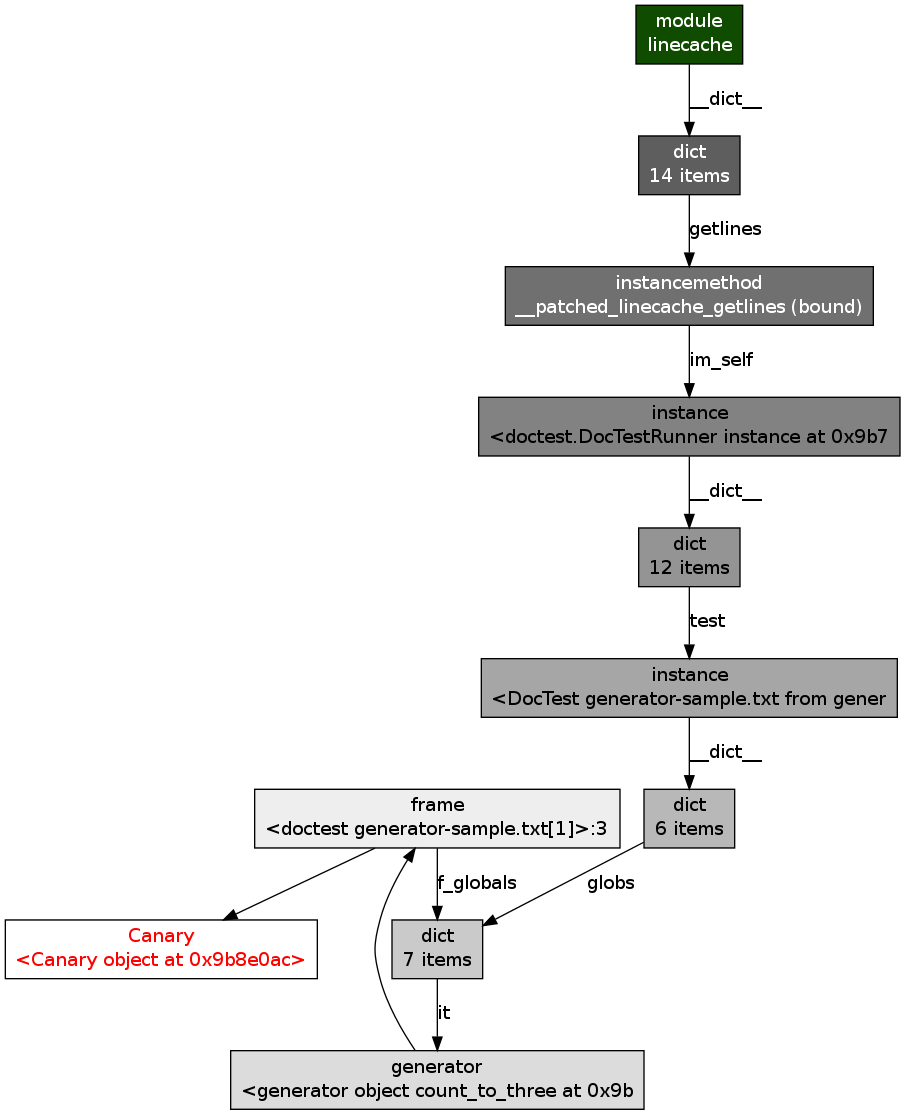 module
linecache
__dict__
dict
14 items
getlines
instancemethod
__patched_linecache_getlines (bound)
im_self
instance
<doctest.DocTestRunner instance at 0x9b7
__dict__
dict
12 items
test
instance
<DocTest generator-sample.txt from gener
__dict__
frame
<doctest generator-sample.txt[1]>:3
dict
6 items
f_globals
globs
Canary
<Canary object at 0x9b8e0ac>
dict
7 items
it
generator
<generator object count_to_three at 0x9b